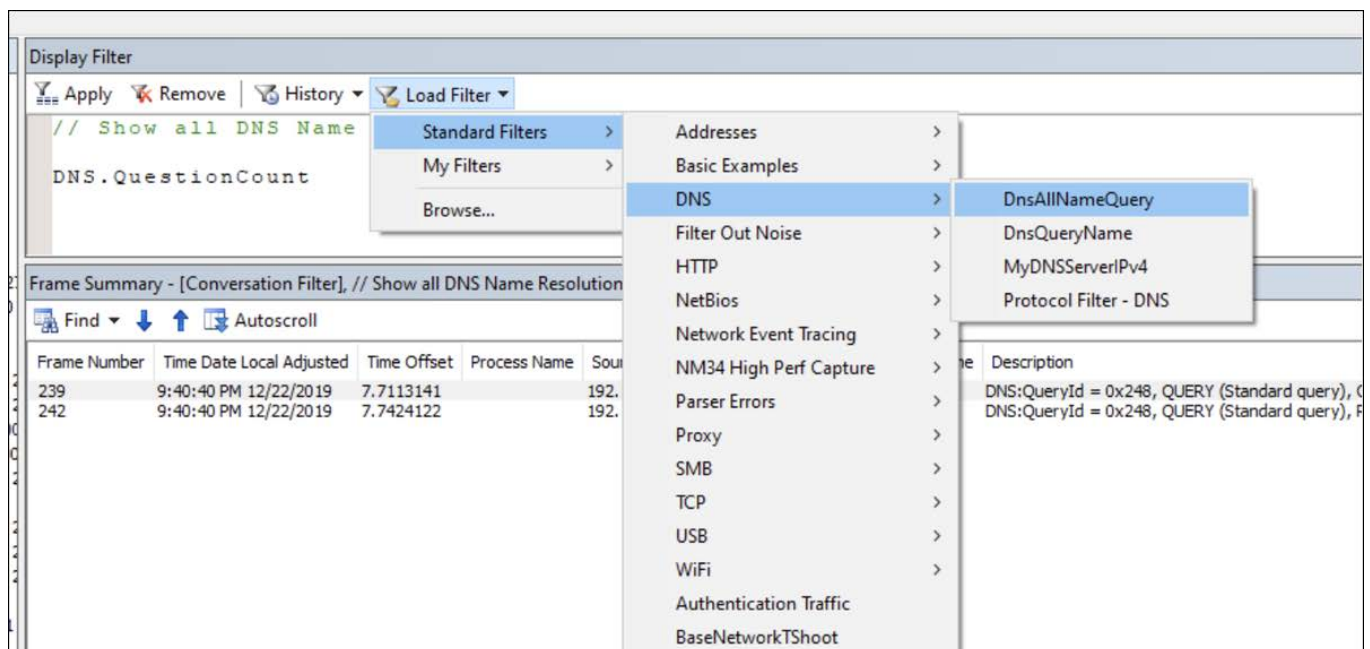 Display Filter
Apply Remove History Load Filter
// Show all DNS Name
DNS.QuestionCount
Standard Filters
My Filters
Browse...
Addresses
Basic Examples
DNS
Filter Out Noise
HTTP
NetBios
Network Event Tracing
NM34 High Perf Capture
Parser Errors
Proxy
SMB
TCP
USB
WiFi
Authentication Traffic
BaseNetworkTShoot
DnsAllNameQuery
DnsQueryName
MyDNSServerIPv4
Protocol Filter - DNS
Frame Summary - [Conversation Filter], // Show all DNS Name Resolution
Find Autoscroll
Frame Number Time Date Local Adjusted Time Offset Process Name Description
239 9:40:40 PM 12/22/2019 7.7113141 192. DNS:QueryId = 0x248, QUERY (Standard query),
242 9:40:40 PM 12/22/2019 7.7424122 192. DNS:QueryId = 0x248, QUERY (Standard query),